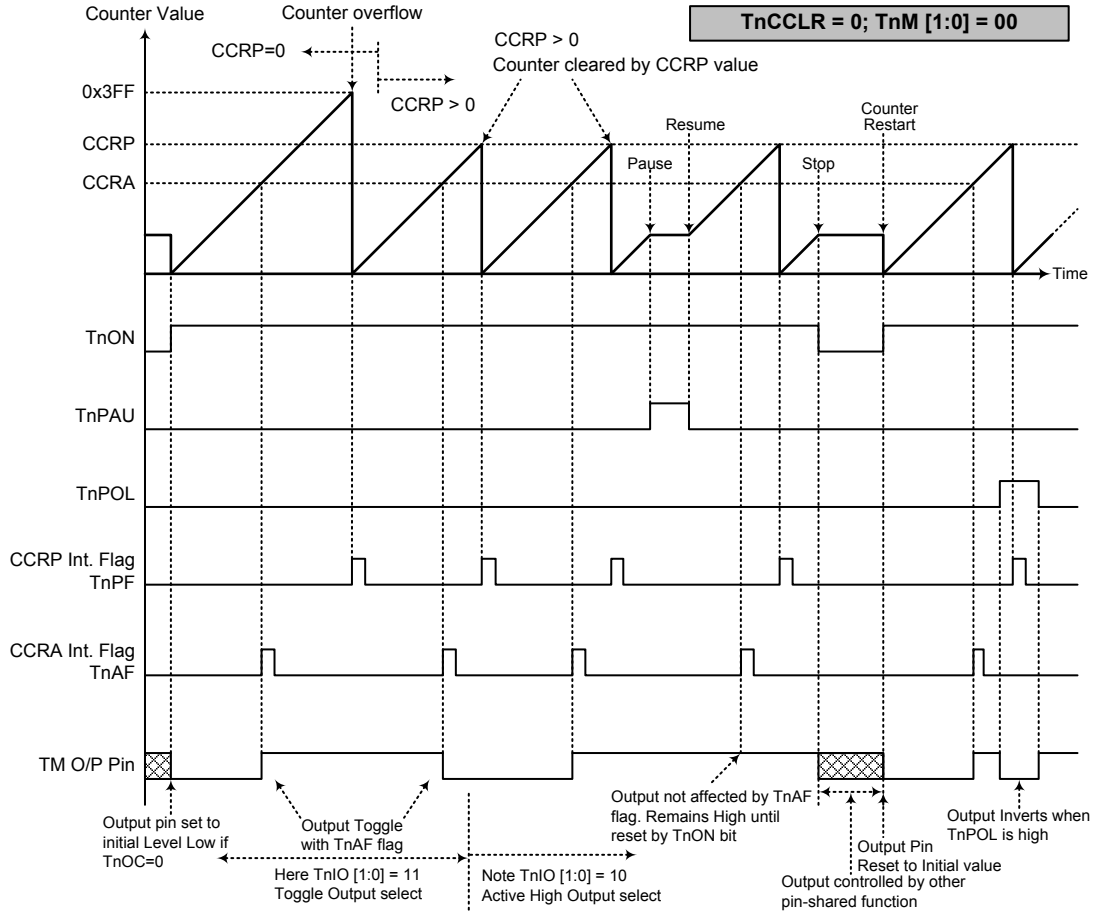 Counter Value
Counter overflow
TnCCLR = 0; TnM [1:0] = 00
CCRP=0
CCRP > 0
CCRP > 0
Counter cleared by CCRP value
0x3FF
CCRP
CCRA
Pause
Resume
Stop
Counter
Restart
Time
TnON
TnPAU
TnPOL
CCRP Int. Flag
TnPF
CCRA Int. Flag
TnAF
TM O/P Pin
Output pin set to
initial Level Low if
TnOC=0
Output Toggle
with TnAF flag
Here TnIO [1:0] = 11
Toggle Output select
Note TnIO [1:0] = 10
Active High Output select
Output not affected by TnAF
flag. Remains High until
reset by TnON bit
Output Pin
Reset to Initial value
Output controlled by other
pin-shared function
Output Inverts when
TnPOL is high